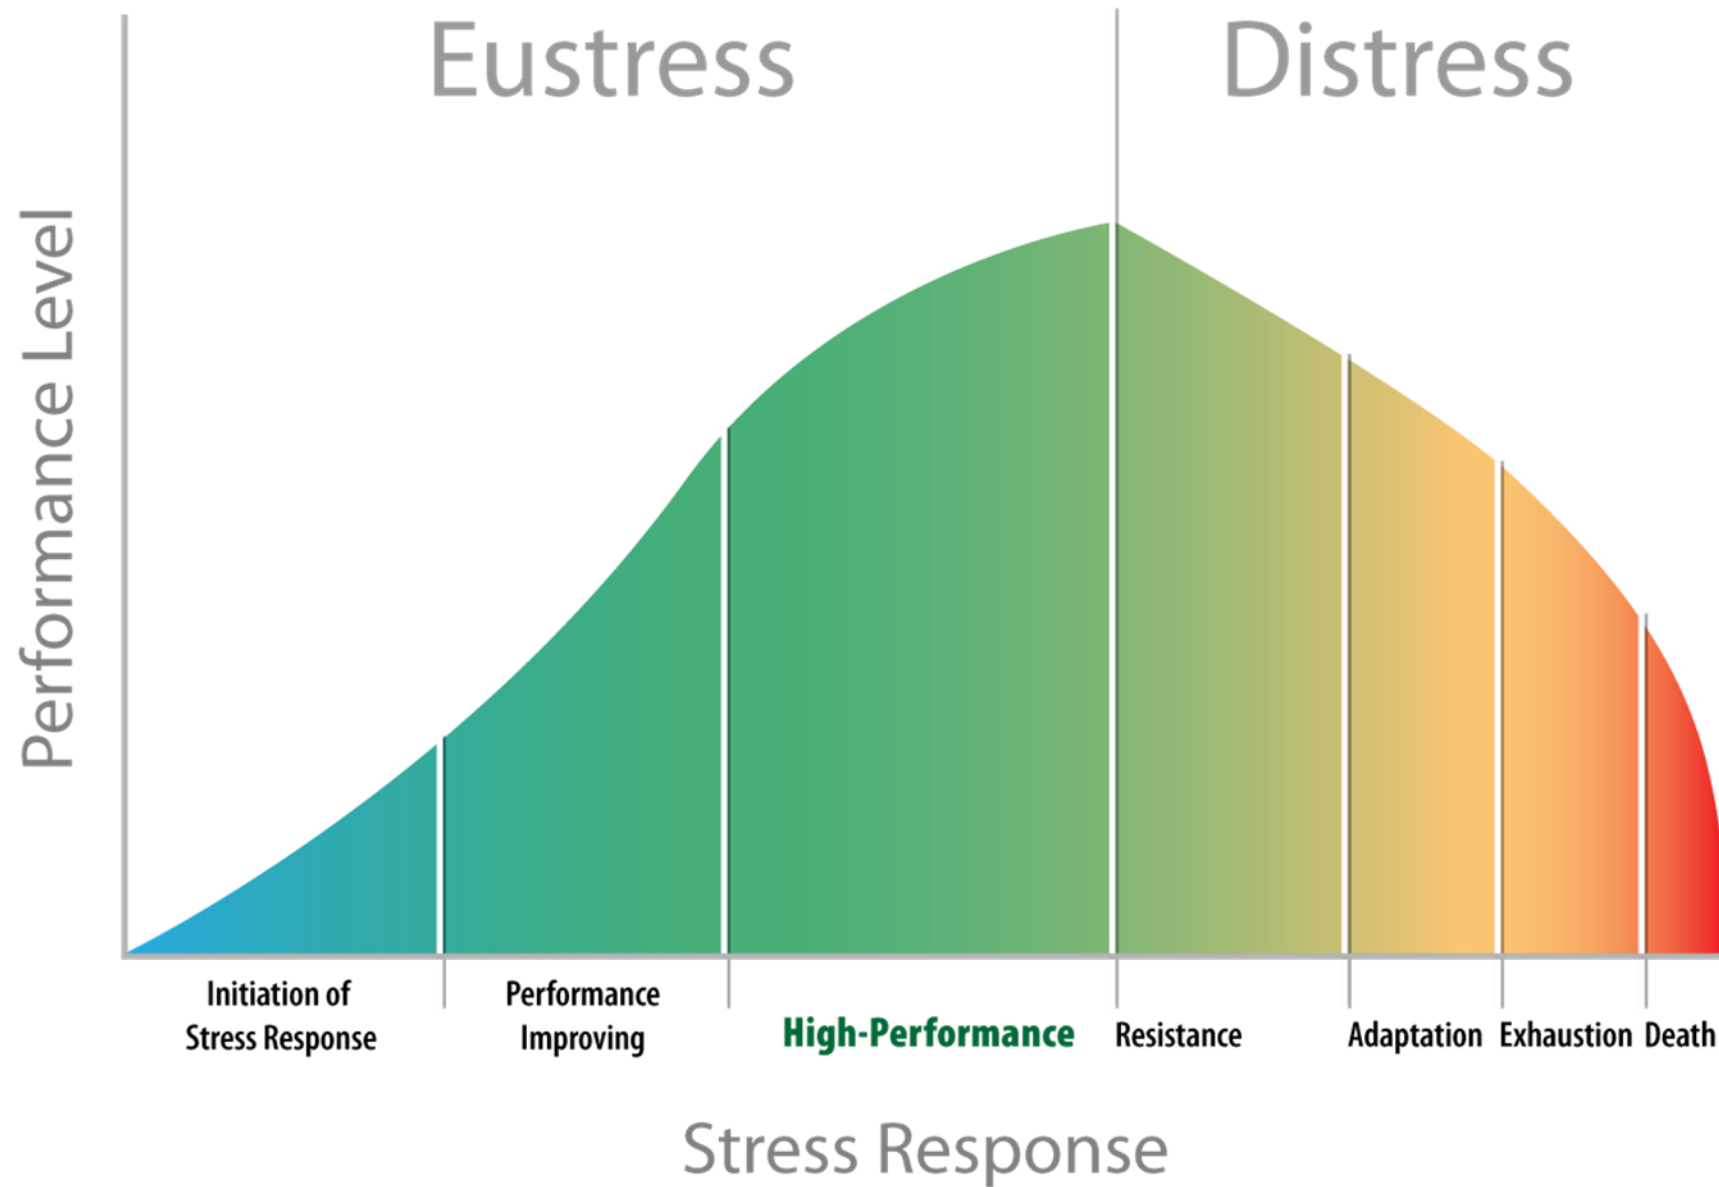 Eustress
Distress
Performance Level
Initiation of
Stress Response
Performance
Improving
High-Performance
Resistance
Adaptation
Exhaustion
Death
Stress Response